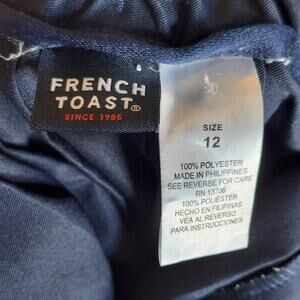 FRENCH
TOAST®
SINCE 1985
SIZE
12
100% POLYESTER
MADE IN PHILIPPINES
SEE REVERSE FOR CARE
RN 13706
100% POLIESTER
HECHO EN FILIPINAS
VEA AL REVERSO
PARA INSTRUCCIONES